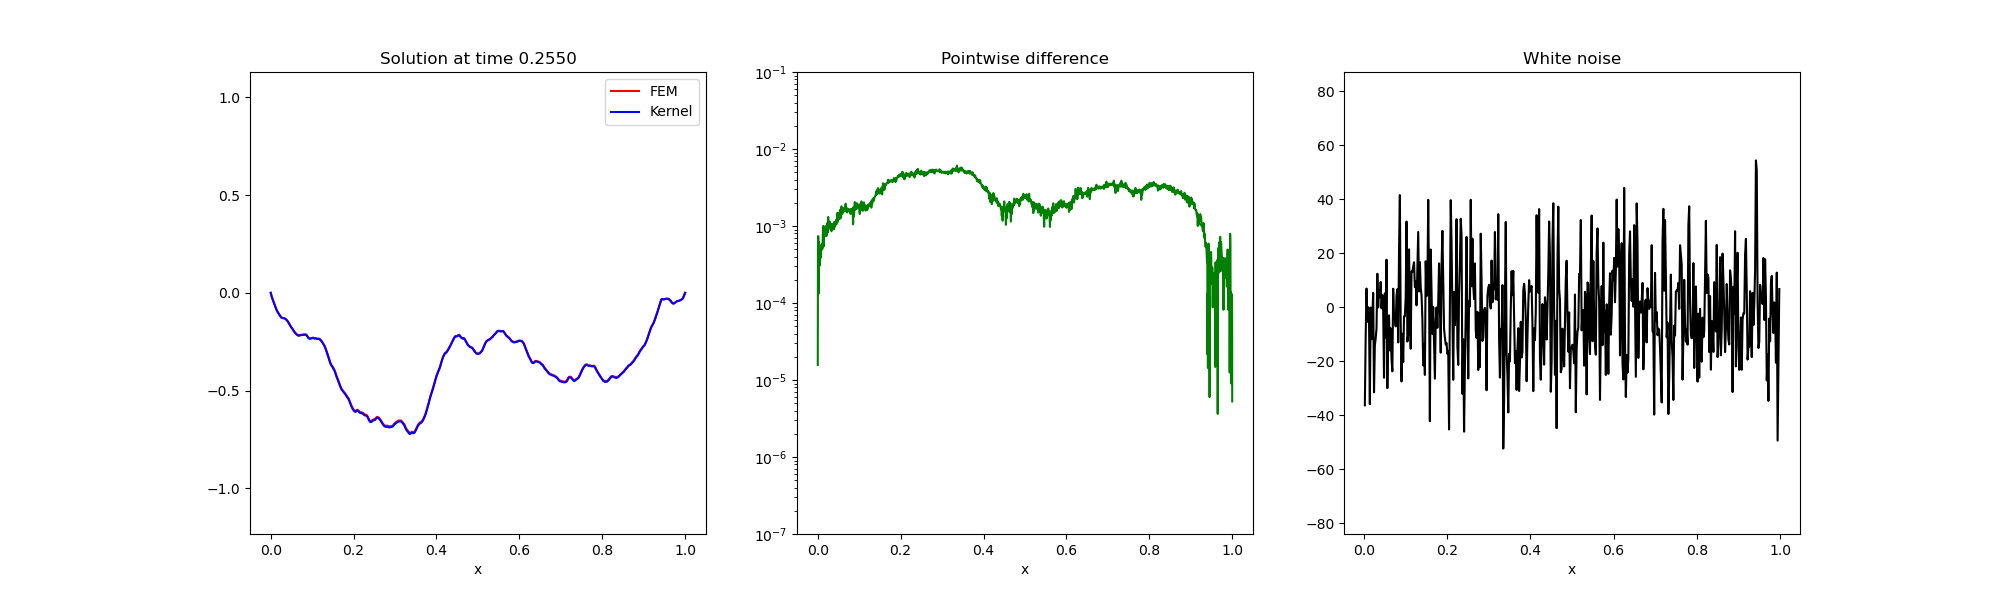 Solution at time 0.2550
FEM
Kernel
1.0
0.5
0.0
−0.5
−1.0
0.0 0.2 0.4 0.6 0.8 1.0
x
Pointwise difference
10⁻¹
10⁻²
10⁻³
10⁻⁴
10⁻⁵
10⁻⁶
10⁻⁷
0.0 0.2 0.4 0.6 0.8 1.0
x
White noise
80
60
40
20
0
−20
−40
−60
−80
0.0 0.2 0.4 0.6 0.8 1.0
x